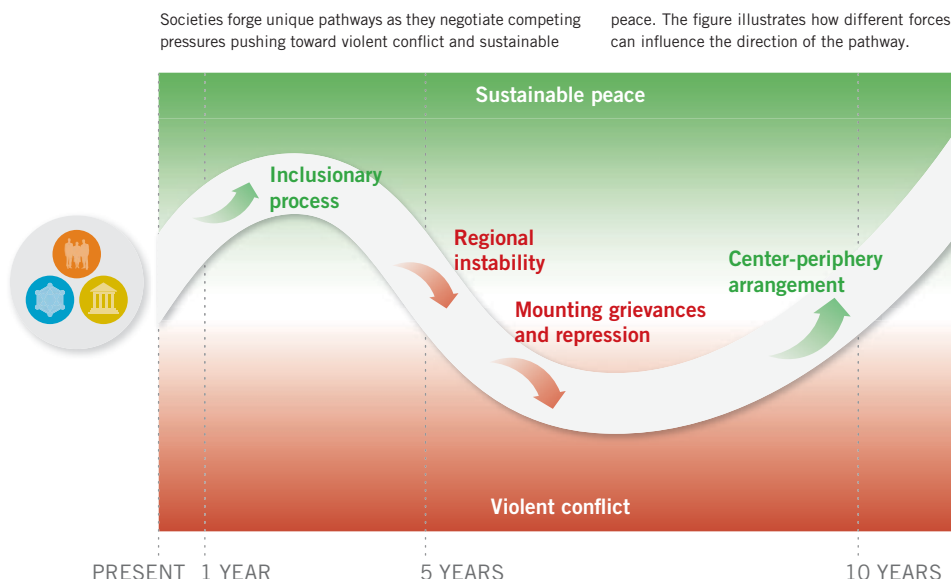 Societies forge unique pathways as they negotiate competing
pressures pushing toward violent conflict and sustainable
peace. The figure illustrates how different forces
can influence the direction of the pathway.
Sustainable peace
Inclusionary
process
Regional
instability
Mounting grievances
and repression
Center-periphery
arrangement
Violent conflict
PRESENT
1 YEAR
5 YEARS
10 YEARS